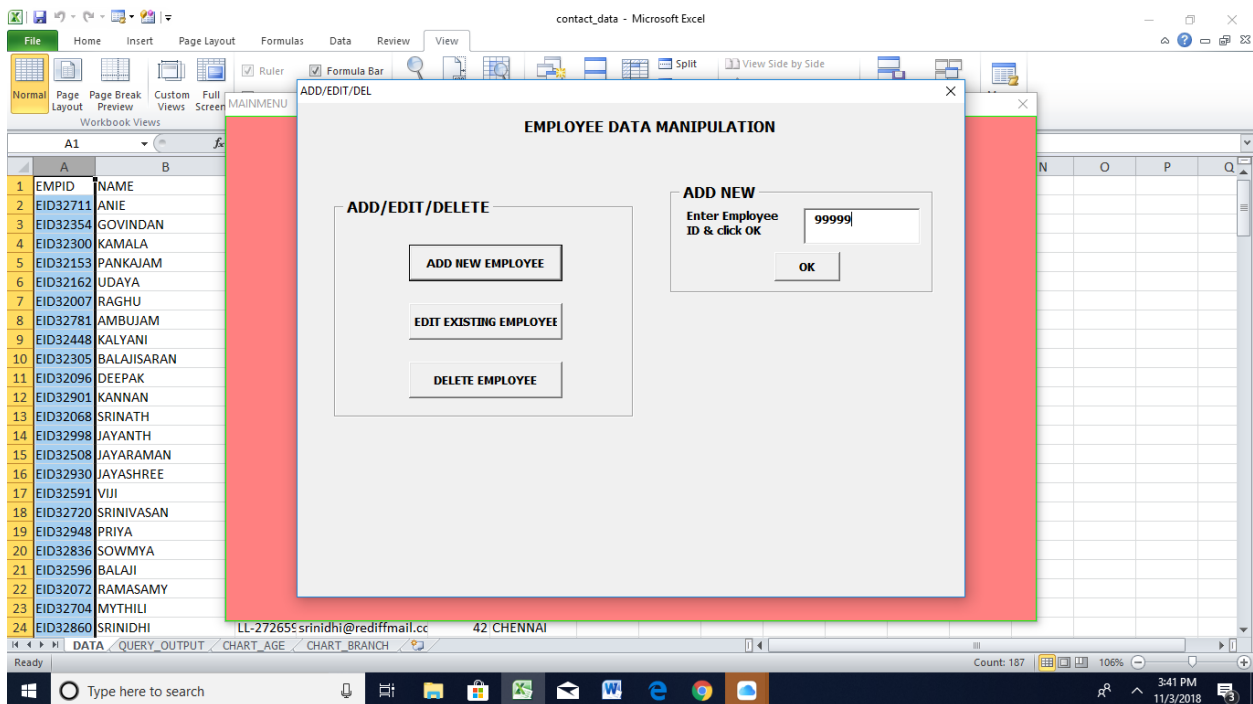 contact_data - Microsoft Excel
File Home Insert Page Layout Formulas Data Review View
Normal Page Layout Page Break Preview Custom Views Full Screen
Ruler Formula Bar Split View Side by Side
Workbook Views
MAINMENU
ADD/EDIT/DEL
EMPLOYEE DATA MANIPULATION
ADD/EDIT/DELETE
ADD NEW EMPLOYEE
EDIT EXISTING EMPLOYEE
DELETE EMPLOYEE
ADD NEW
Enter Employee
ID & click OK
99999
OK
A1 fx
A B N O P Q
1 EMPID NAME
2 EID32711 ANIE
3 EID32354 GOVINDAN
4 EID32300 KAMALA
5 EID32153 PANKAJAM
6 EID32162 UDAYA
7 EID32007 RAGHU
8 EID32781 AMBUJAM
9 EID32448 KALYANI
10 EID32305 BALAJISARAN
11 EID32096 DEEPAK
12 EID32901 KANNAN
13 EID32068 SRINATH
14 EID32998 JAYANTH
15 EID32508 JAYARAMAN
16 EID32930 JAYASHREE
17 EID32591 VIJI
18 EID32720 SRINIVASAN
19 EID32948 PRIYA
20 EID32836 SOWMYA
21 EID32596 BALAJI
22 EID32072 RAMASAMY
23 EID32704 MYTHILI
24 EID32860 SRINIDHI LL-272659 srinidhi@rediffmail.cc 42 CHENNAI
DATA QUERY_OUTPUT CHART_AGE CHART_BRANCH
Ready Count: 187 106%
Type here to search
3:41 PM
11/3/2018
3